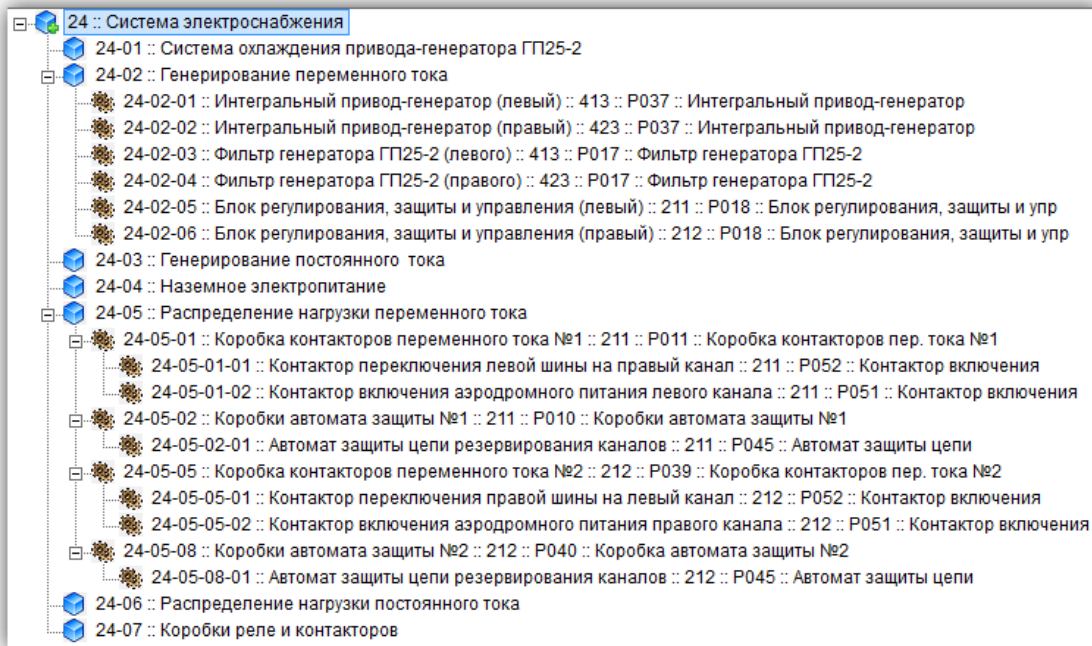 24 :: Система электроснабжения
24-01 :: Система охлаждения привода-генератора ГП25-2
24-02 :: Генерирование переменного тока
24-02-01 :: Интегральный привод-генератор (левый) :: 413 :: P037 :: Интегральный привод-генератор
24-02-02 :: Интегральный привод-генератор (правый) :: 423 :: P037 :: Интегральный привод-генератор
24-02-03 :: Фильтр генератора ГП25-2 (левого) :: 413 :: P017 :: Фильтр генератора ГП25-2
24-02-04 :: Фильтр генератора ГП25-2 (правого) :: 423 :: P017 :: Фильтр генератора ГП25-2
24-02-05 :: Блок регулирования, защиты и управления (левый) :: 211 :: P018 :: Блок регулирования, защиты и упр
24-02-06 :: Блок регулирования, защиты и управления (правый) :: 212 :: P018 :: Блок регулирования, защиты и упр
24-03 :: Генерирование постоянного  тока
24-04 :: Наземное электропитание
24-05 :: Распределение нагрузки переменного тока
24-05-01 :: Коробка контакторов переменного тока №1 :: 211 :: P011 :: Коробка контакторов пер. тока №1
24-05-01-01 :: Контактор переключения левой шины на правый канал :: 211 :: P052 :: Контактор включения
24-05-01-02 :: Контактор включения аэродромного питания левого канала :: 211 :: P051 :: Контактор включения
24-05-02 :: Коробки автомата защиты №1 :: 211 :: P010 :: Коробки автомата защиты №1
24-05-02-01 :: Автомат защиты цепи резервирования каналов :: 211 :: P045 :: Автомат защиты цепи
24-05-05 :: Коробка контакторов переменного тока №2 :: 212 :: P039 :: Коробка контакторов пер. тока №2
24-05-05-01 :: Контактор переключения правой шины на левый канал :: 212 :: P052 :: Контактор включения
24-05-05-02 :: Контактор включения аэродромного питания правого канала :: 212 :: P051 :: Контактор включения
24-05-08 :: Коробки автомата защиты №2 :: 212 :: P040 :: Коробка автомата защиты №2
24-05-08-01 :: Автомат защиты цепи резервирования каналов :: 212 :: P045 :: Автомат защиты цепи
24-06 :: Распределение нагрузки постоянного тока
24-07 :: Коробки реле и контакторов